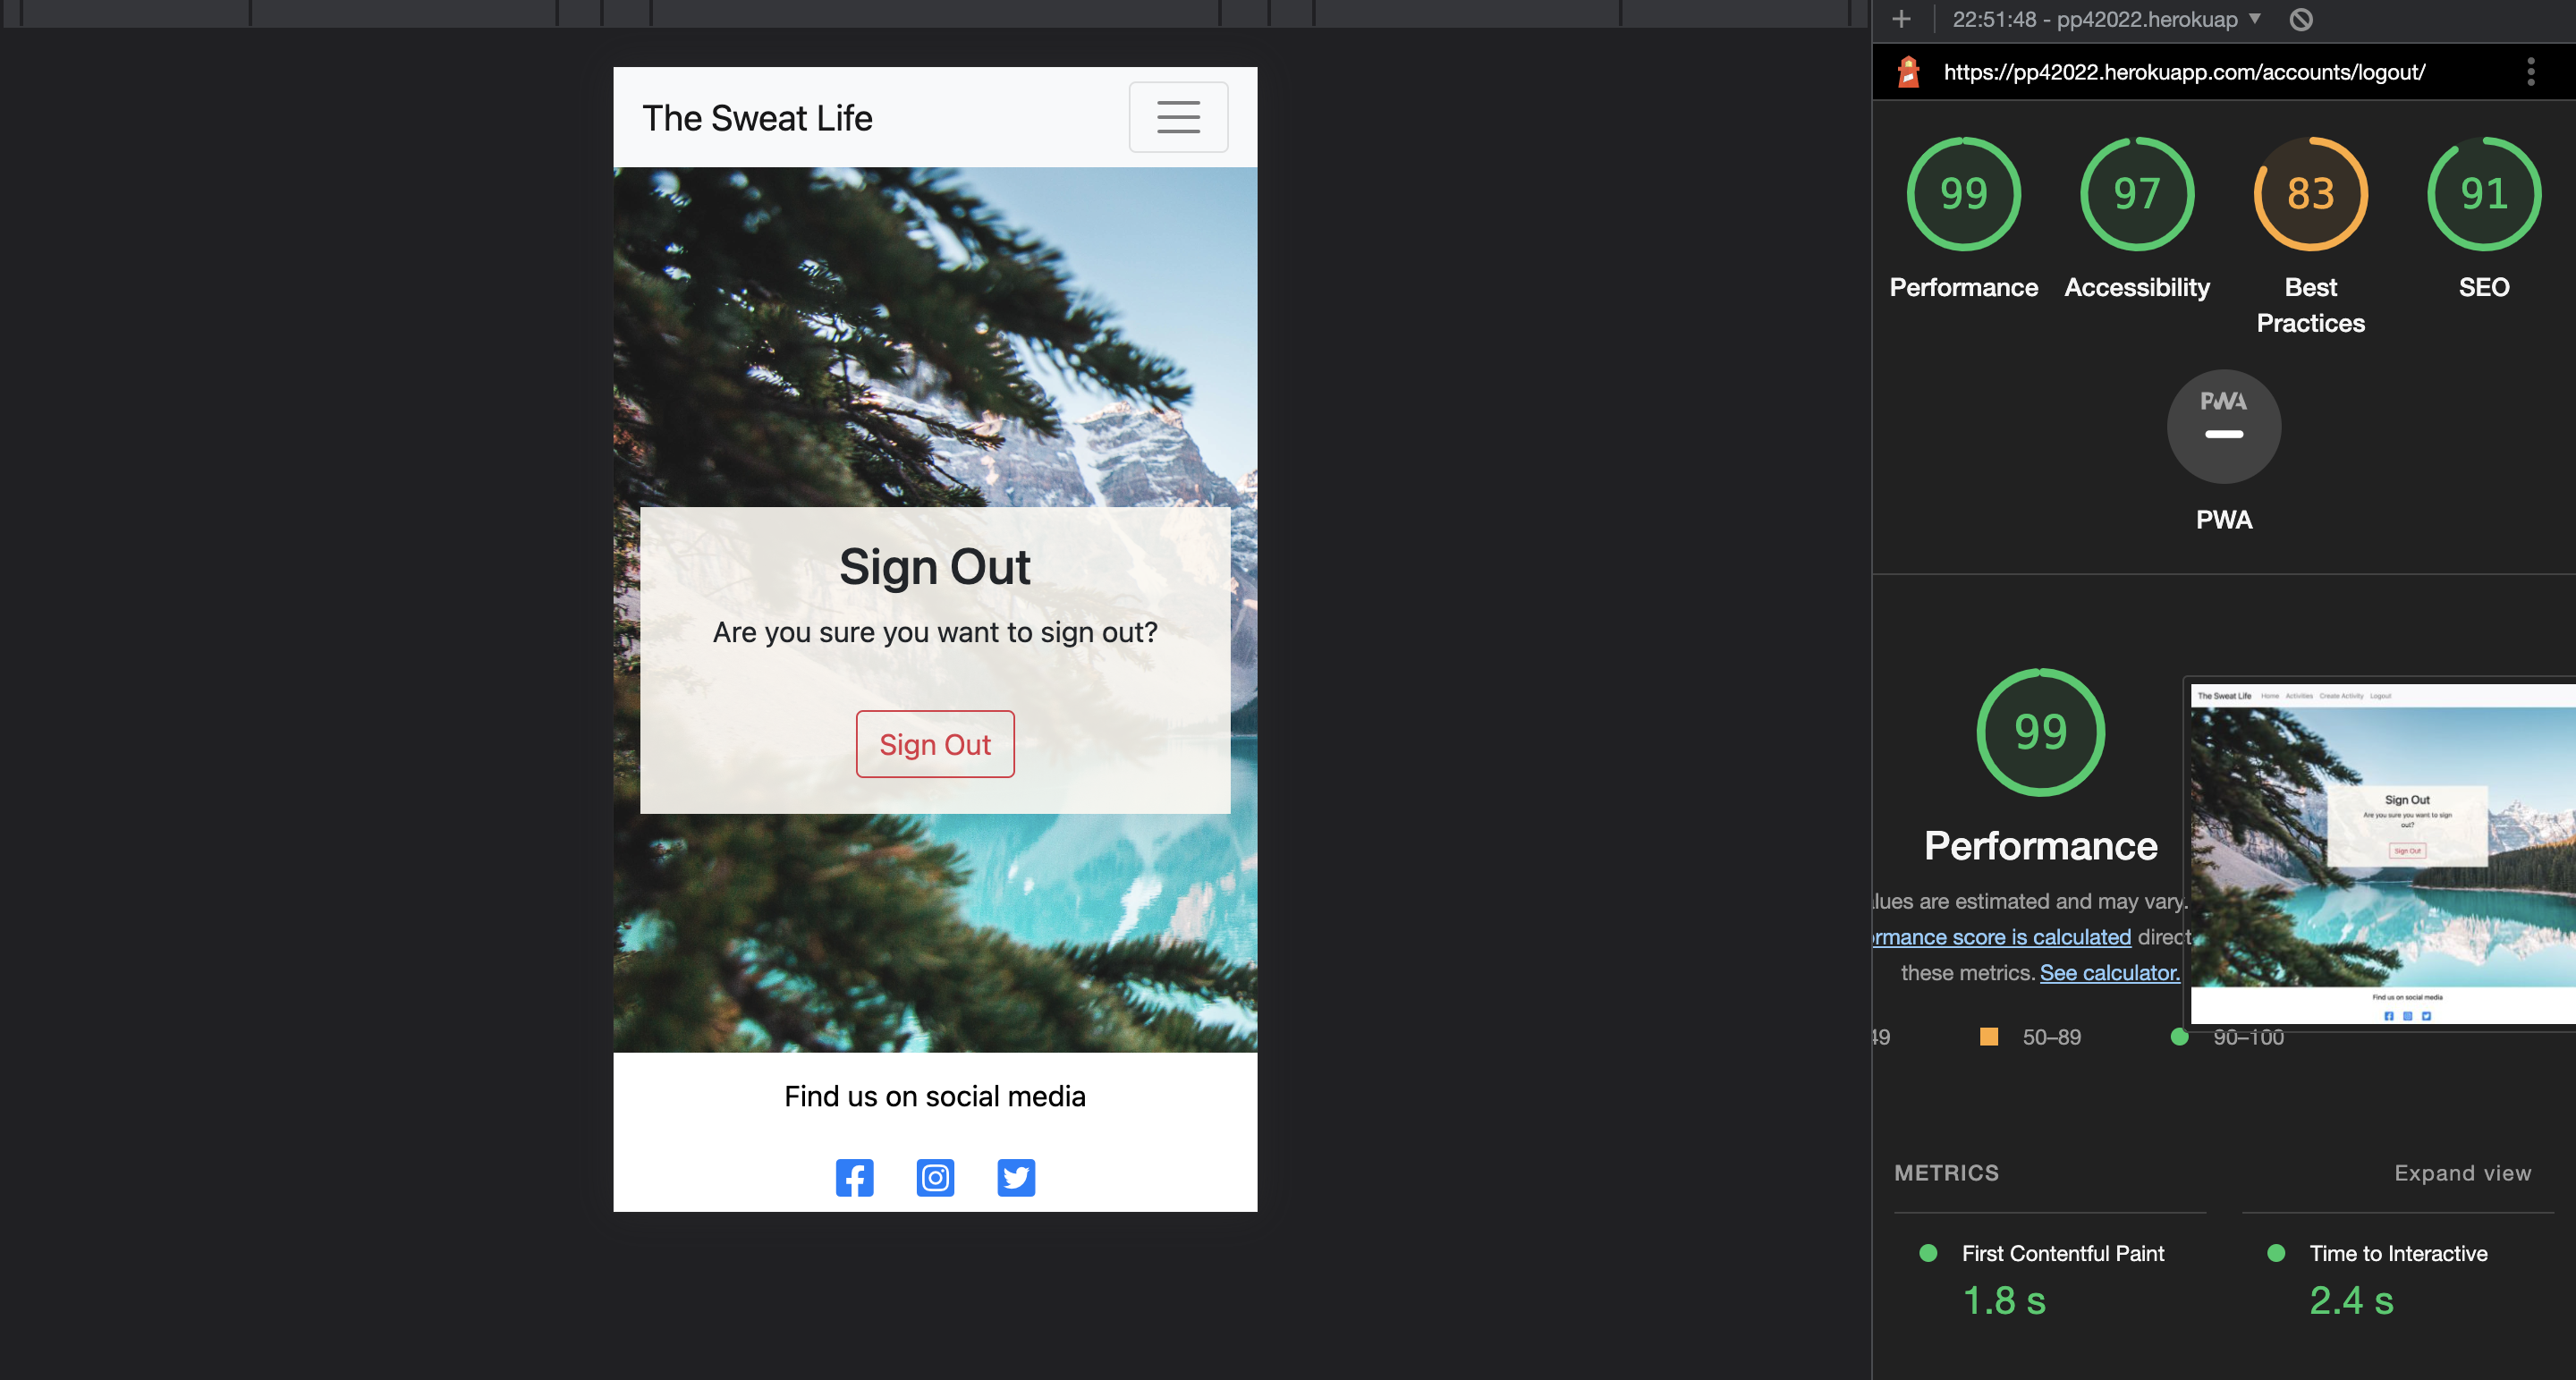 The Sweat Life
Sign Out
Are you sure you want to sign out?
Sign Out
Find us on social media
22:51:48 - pp42022.herokuap
https://pp42022.herokuapp.com/accounts/logout/
99
97
83
91
Performance
Accessibility
Best
Practices
SEO
PWA
PWA
99
Performance
lues are estimated and may vary.
rmance score is calculated direct
these metrics. See calculator.
The Sweat Life Home Activities Create Activity Logout
Sign Out
Are you sure you want to sign
out?
Sign Out
Find us on social media
49
50–89
90–100
METRICS
Expand view
First Contentful Paint
1.8 s
Time to Interactive
2.4 s